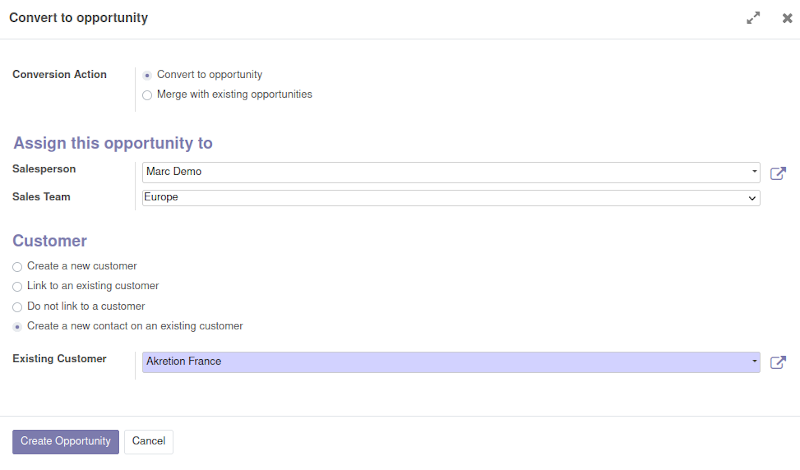 Convert to opportunity
Conversion Action
Convert to opportunity
Merge with existing opportunities
Assign this opportunity to
Salesperson
Marc Demo
Sales Team
Europe
Customer
Create a new customer
Link to an existing customer
Do not link to a customer
Create a new contact on an existing customer
Existing Customer
Akretion France
Create Opportunity
Cancel